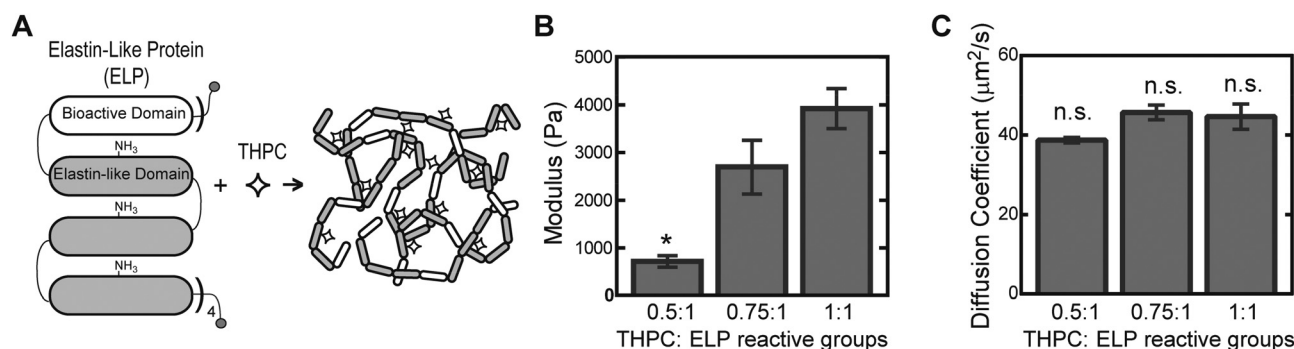 A
Elastin-Like Protein
(ELP)
Bioactive Domain
NH3
Elastin-like Domain
NH3
NH3
4
+
THPC
B
Modulus (Pa)
5000
4000
3000
2000
1000
0
*
0.5:1 0.75:1 1:1
THPC: ELP reactive groups
C
Diffusion Coefficient (μm²/s)
60
40
20
0
n.s. n.s. n.s.
0.5:1 0.75:1 1:1
THPC: ELP reactive groups